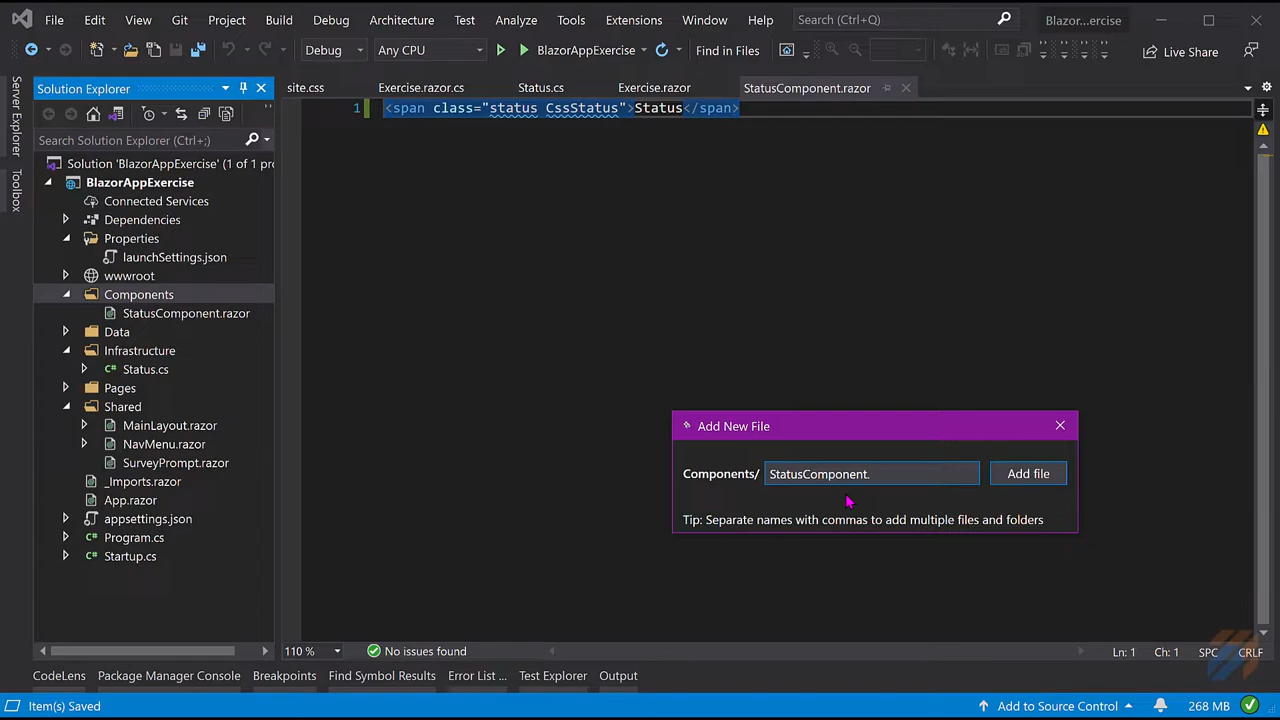 File Edit View Git Project Build Debug Architecture Test Analyze Tools Extensions Window Help Search (Ctrl+Q) Blazor...ercise
Debug Any CPU BlazorAppExercise Find in Files Live Share
Server Explorer
Toolbox
Solution Explorer
Search Solution Explorer (Ctrl+;)
Solution 'BlazorAppExercise' (1 of 1 pro
BlazorAppExercise
Connected Services
Dependencies
Properties
launchSettings.json
wwwroot
Components
StatusComponent.razor
Data
Infrastructure
C# Status.cs
Pages
Shared
MainLayout.razor
NavMenu.razor
SurveyPrompt.razor
_Imports.razor
App.razor
appsettings.json
C# Program.cs
C# Startup.cs
site.css Exercise.razor.cs Status.cs Exercise.razor StatusComponent.razor
1 <span class="status CssStatus">Status</span>
Add New File
Components/ StatusComponent. Add file
Tip: Separate names with commas to add multiple files and folders
110 % No issues found Ln: 1 Ch: 1 SPC CRLF
CodeLens Package Manager Console Breakpoints Find Symbol Results Error List ... Test Explorer Output
Item(s) Saved Add to Source Control 268 MB